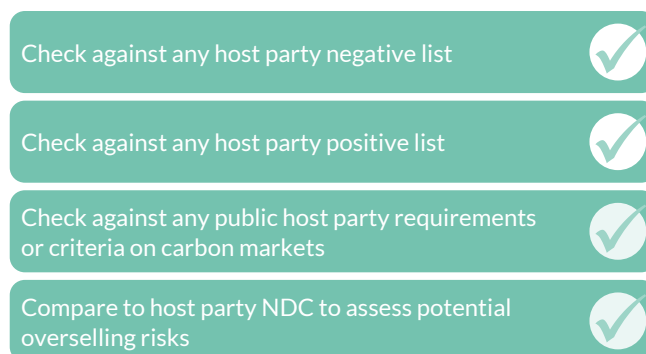 Check against any host party negative list
Check against any host party positive list
Check against any public host party requirements
or criteria on carbon markets
Compare to host party NDC to assess potential
overselling risks